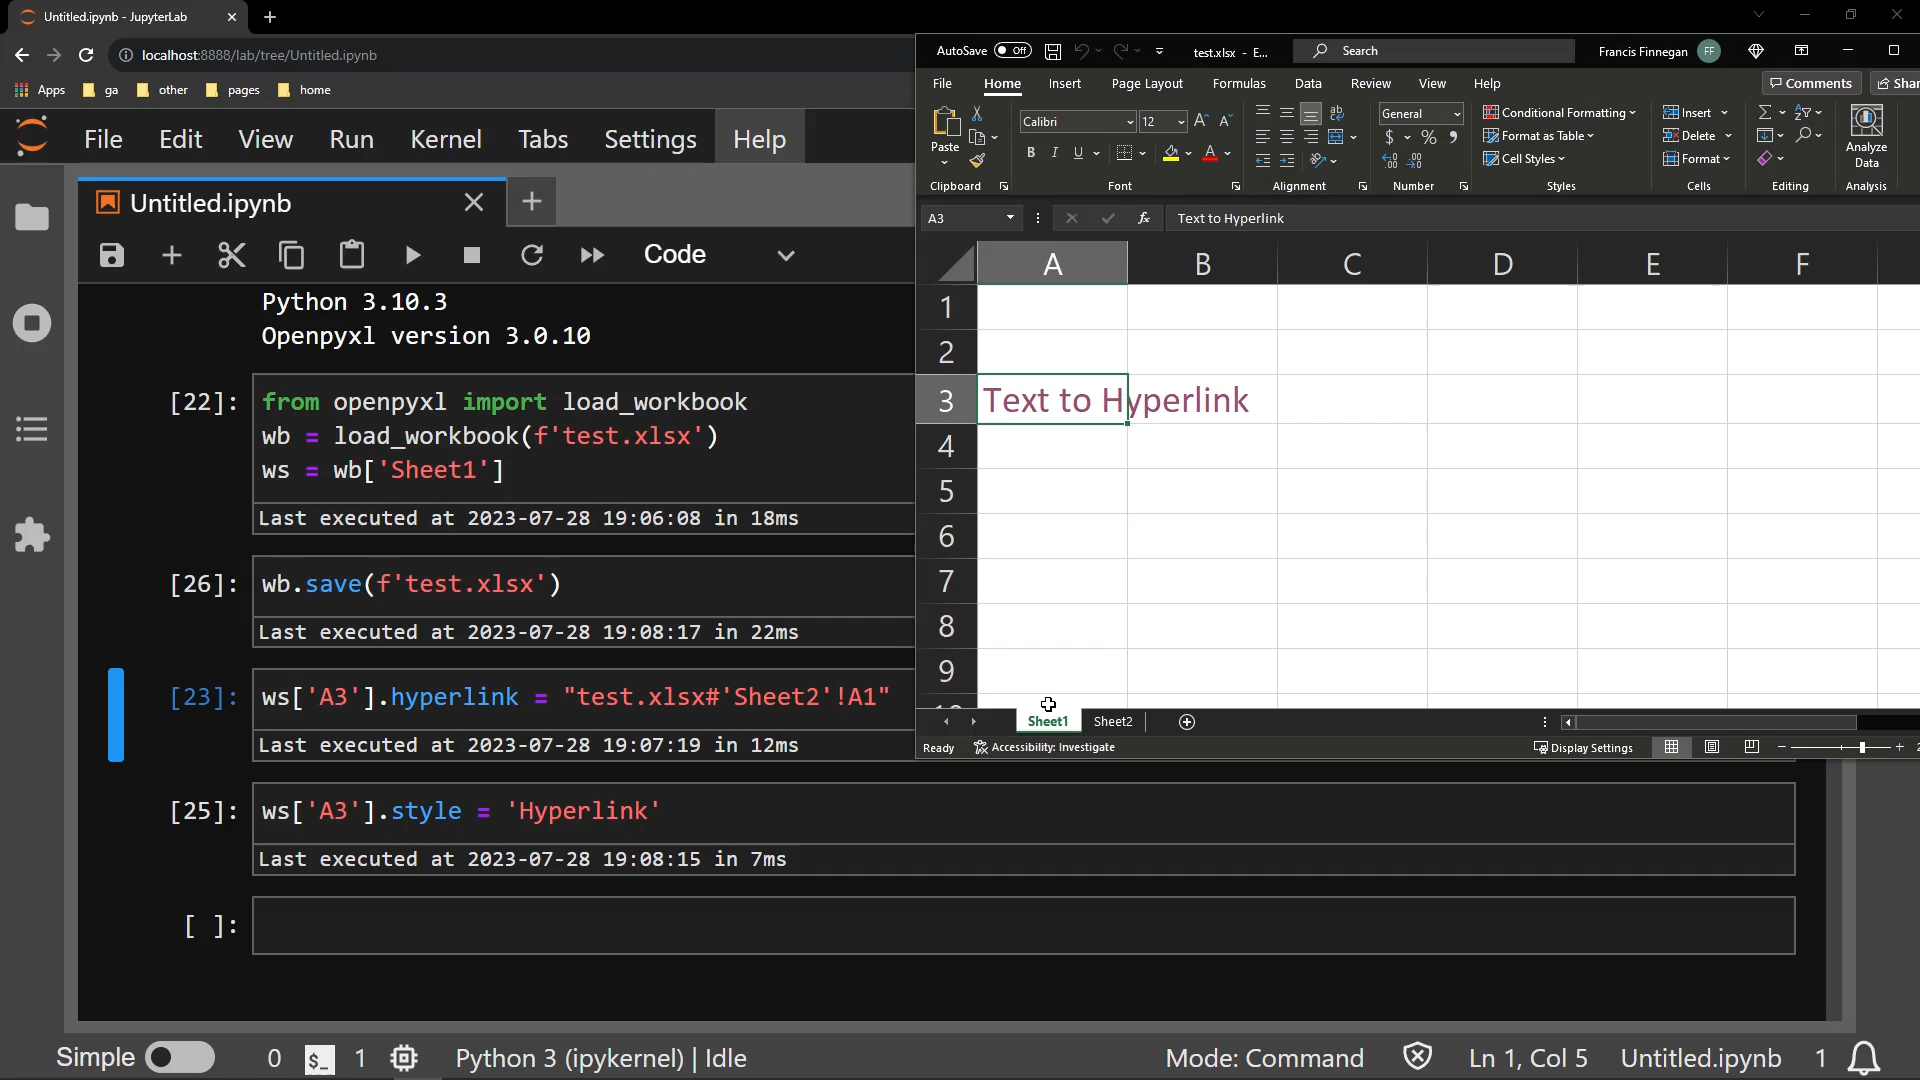 Untitled.ipynb - JupyterLab
localhost:8888/lab/tree/Untitled.ipynb
Apps ga other pages home
File Edit View Run Kernel Tabs Settings Help
Untitled.ipynb
Code
Python 3.10.3
Openpyxl version 3.0.10
[22]: from openpyxl import load_workbook
wb = load_workbook(f'test.xlsx')
ws = wb['Sheet1']
Last executed at 2023-07-28 19:06:08 in 18ms
[26]: wb.save(f'test.xlsx')
Last executed at 2023-07-28 19:08:17 in 22ms
[23]: ws['A3'].hyperlink = "test.xlsx#'Sheet2'!A1"
Last executed at 2023-07-28 19:07:19 in 12ms
[25]: ws['A3'].style = 'Hyperlink'
Last executed at 2023-07-28 19:08:15 in 7ms
[ ]:
Simple 0 $_ 1 Python 3 (ipykernel) | Idle Mode: Command Ln 1, Col 5 Untitled.ipynb 1
AutoSave Off test.xlsx - E... Search Francis Finnegan FF
File Home Insert Page Layout Formulas Data Review View Help Comments Shar
Paste Calibri 12 General Conditional Formatting Insert
B I U $ % Format as Table Delete Analyze
Cell Styles Format Data
Clipboard Font Alignment Number Styles Cells Editing Analysis
A3 fx Text to Hyperlink
A B C D E F
1
2
3 Text to Hyperlink
4
5
6
7
8
9
Sheet1 Sheet2
Ready Accessibility: Investigate Display Settings